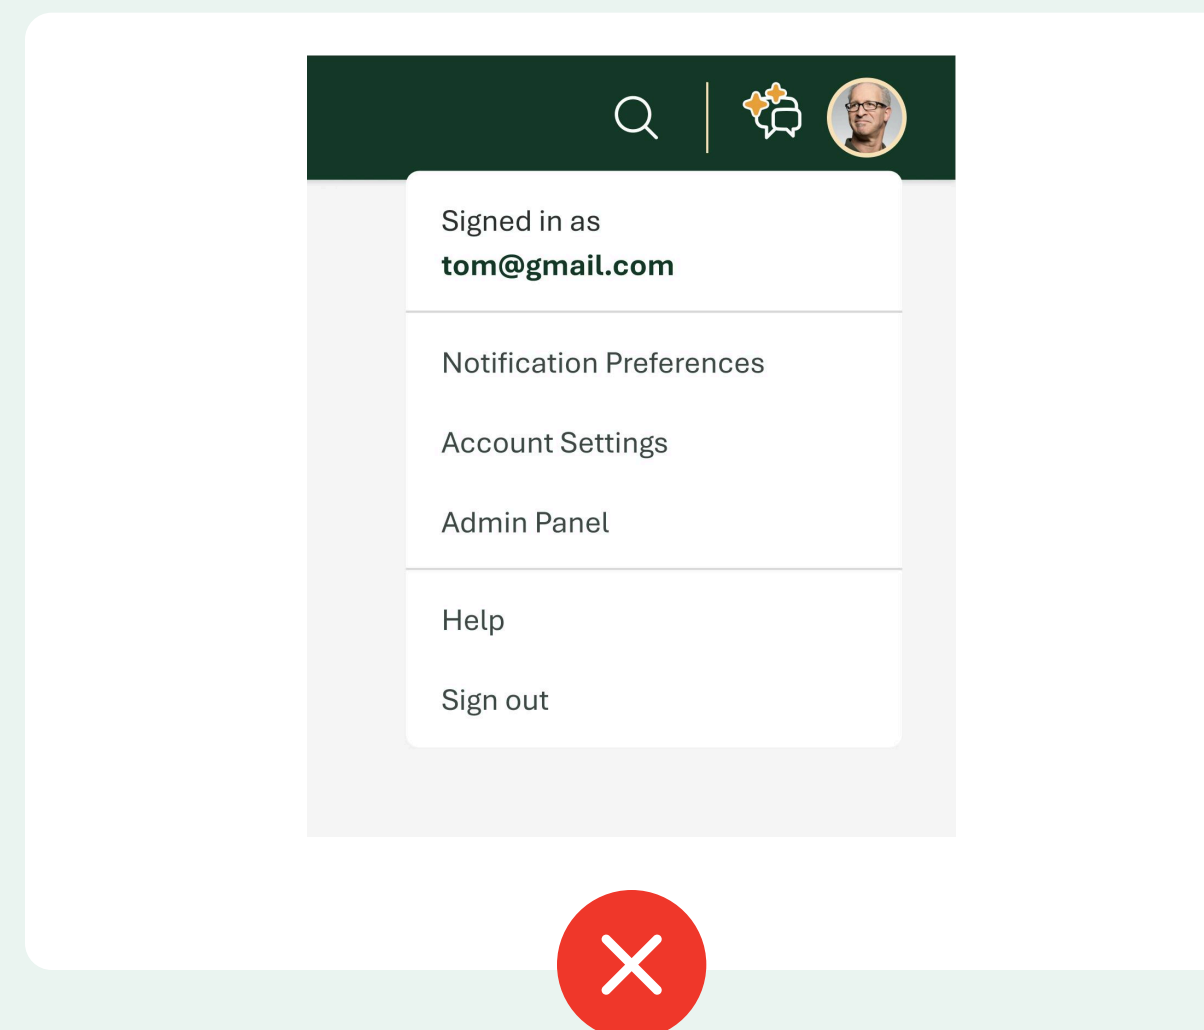 Signed in as
tom@gmail.com
Notification Preferences
Account Settings
Admin Panel
Help
Sign out